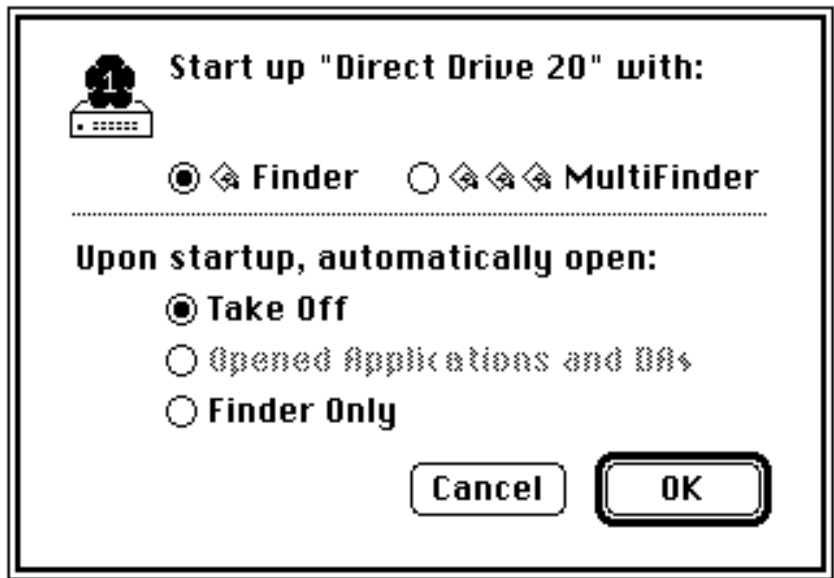 1
Start up "Direct Drive 20" with:
Finder MultiFinder
Upon startup, automatically open:
Take Off
Opened Applications and DAs
Finder Only
Cancel OK